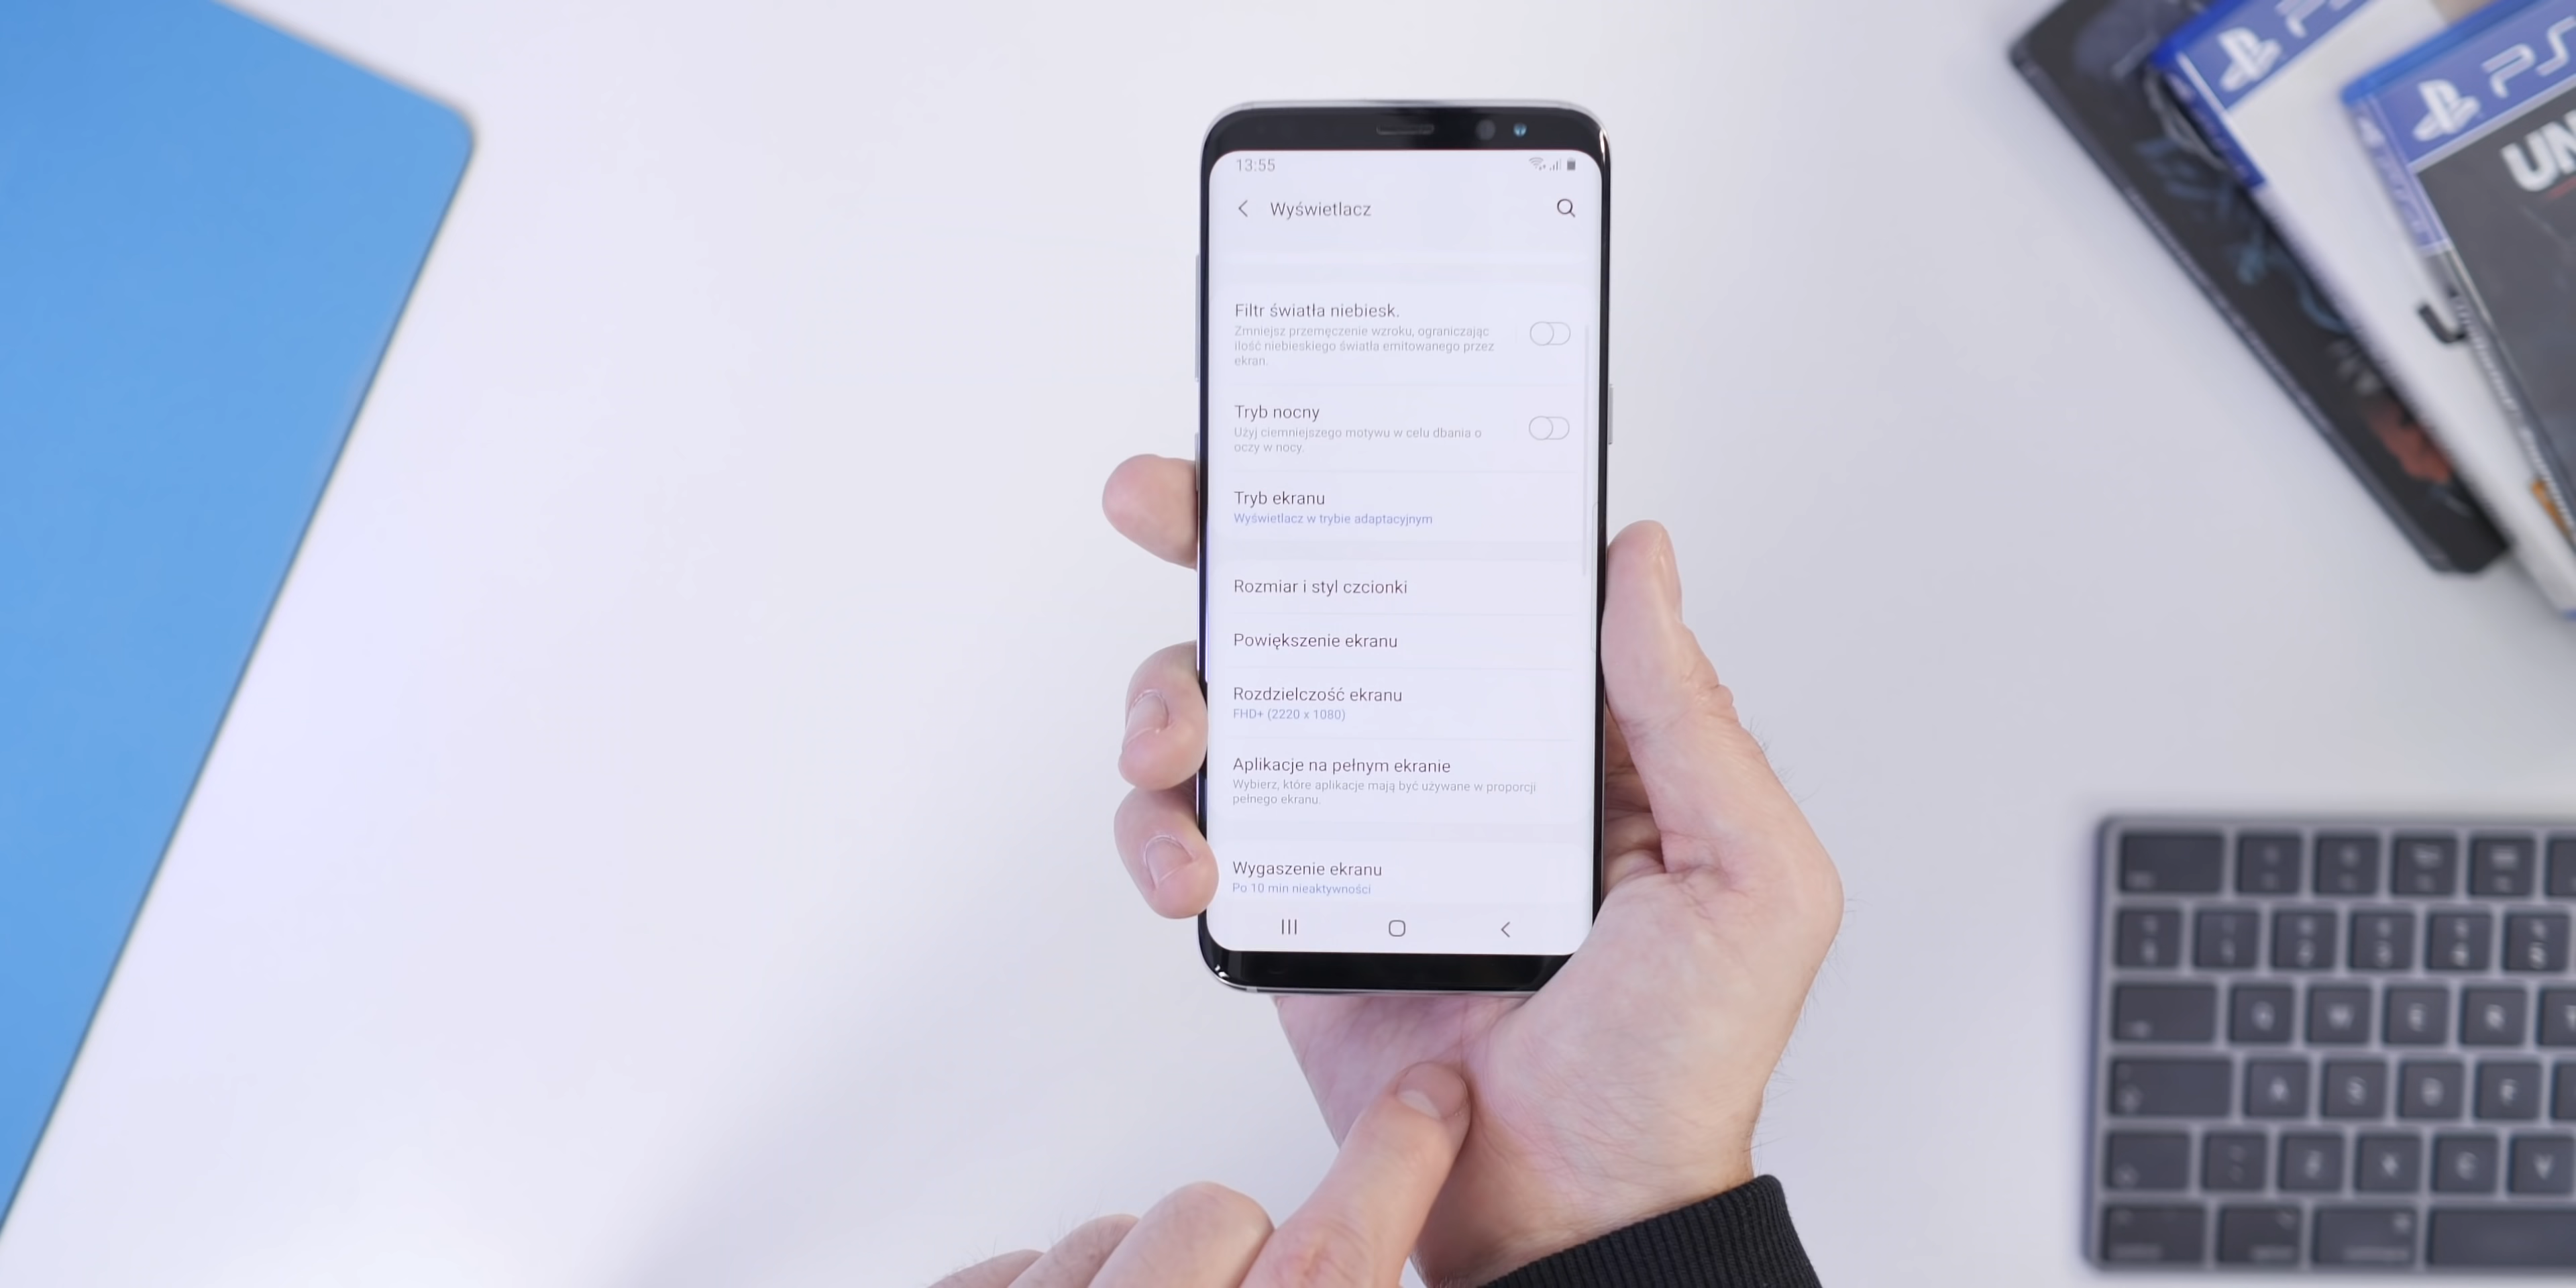 13:55
Wyświetlacz
Filtr światła niebiesk.
Zmniejsz przemęczenie wzroku, ograniczając
ilość niebieskiego światła emitowanego przez
ekran.
Tryb nocny
Użyj ciemniejszego motywu w celu dbania o
oczy w nocy.
Tryb ekranu
Wyświetlacz w trybie adaptacyjnym
Rozmiar i styl czcionki
Powiększenie ekranu
Rozdzielczość ekranu
FHD+ (2220 x 1080)
Aplikacje na pełnym ekranie
Wybierz, które aplikacje mają być używane w proporcji
pełnego ekranu.
Wygaszenie ekranu
Po 10 min nieaktywności
PS
UN
Q W E R
A S D F
Z X C V